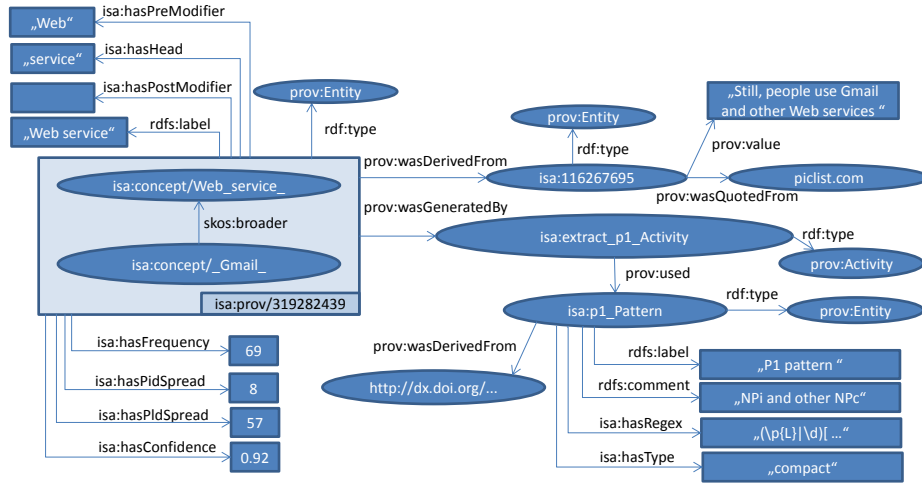 „Web“
isa:hasPreModifier
„service“
isa:hasHead
isa:hasPostModifier
„Web service“
rdfs:label
prov:Entity
rdf:type
isa:concept/Web_service_
skos:broader
isa:concept/_Gmail_
isa:prov/319282439
prov:wasDerivedFrom
prov:Entity
rdf:type
isa:116267695
„Still, people use Gmail
and other Web services “
prov:value
piclist.com
prov:wasQuotedFrom
prov:wasGeneratedBy
isa:extract_p1_Activity
rdf:type
prov:Activity
prov:used
isa:p1_Pattern
rdf:type
prov:Entity
prov:wasDerivedFrom
http://dx.doi.org/...
rdfs:label
„P1 pattern “
rdfs:comment
„NPi and other NPc“
isa:hasRegex
„(\p{L}|\d)[ …“
isa:hasType
„compact“
isa:hasFrequency
69
isa:hasPidSpread
8
isa:hasPldSpread
57
isa:hasConfidence
0.92